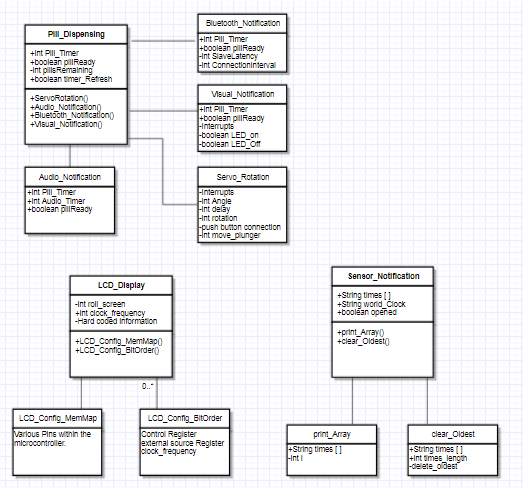 Pill_Dispensing
+int Pill_Timer
+boolean pillReady
-int pillsRemaining
+boolean timer_Refresh
+ServoRotation()
+Audio_Notification()
+Bluetooth_Notification()
+Visual_Notification()
Bluetooth_Notification
+int Pill_Timer
+boolean pillReady
-int SlaveLatency
-int ConnectionInterval
Visual_Notification
+int Pill_Timer
+boolean pillReady
-Interrupts
-boolean LED_on
-boolean LED_Off
Audio_Notification
+int Pill_Timer
+int Audio_Timer
+boolean pillReady
Servo_Rotation
-Interrupts
-int Angle
-int delay
-int rotation
-push button connection
-int move_plunger
LCD_Display
-int roll_screen
+int clock_frequency
-Hard coded information
+LCD_Config_MemMap()
+LCD_Config_BitOrder()
0..*
LCD_Config_MemMap
Various Pins within the
microcontroller.
LCD_Config_BitOrder
Control Register
external source Register
clock_frequency
Sensor_Notification
+String times [ ]
+String world_Clock
+boolean opened
+print_Array()
+clear_Oldest()
print_Array
+String times [ ]
-int i
clear_Oldest
+String times [ ]
+int times_length
-delete_oldest